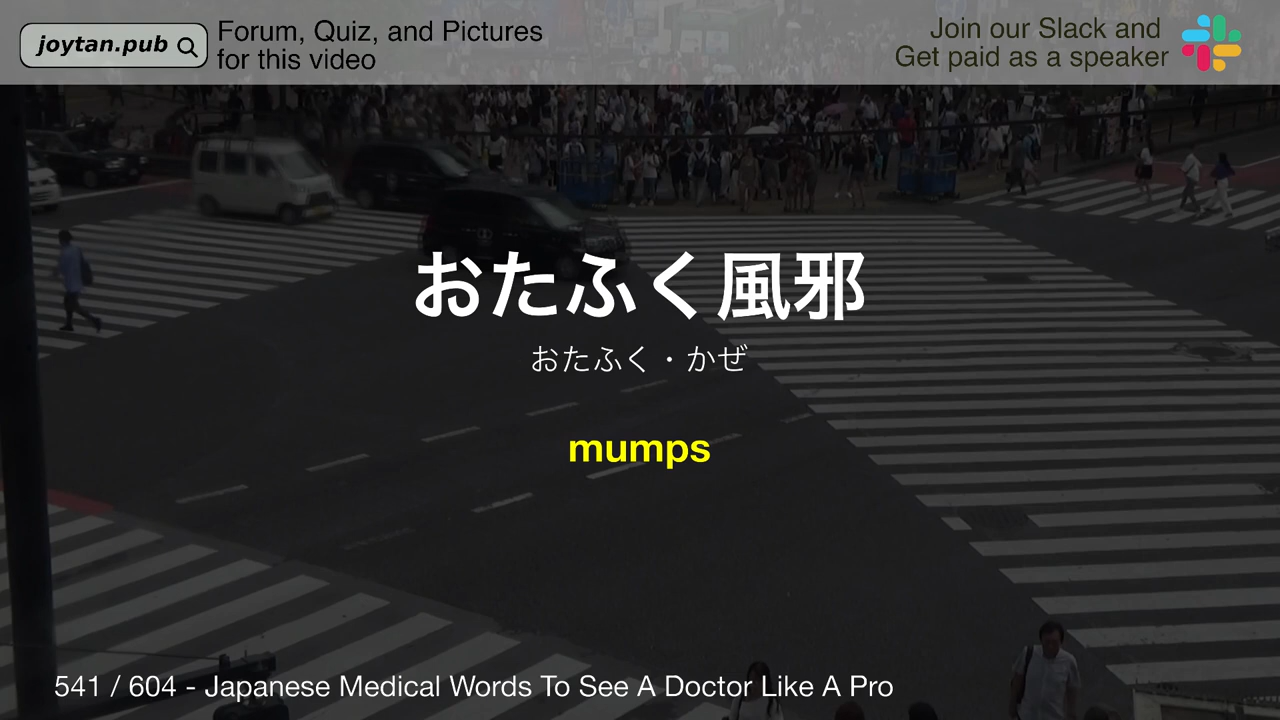 joytan.pub
Forum, Quiz, and Pictures
for this video
Join our Slack and
Get paid as a speaker
おたふく風邪
おたふく・かぜ
mumps
541 / 604 - Japanese Medical Words To See A Doctor Like A Pro